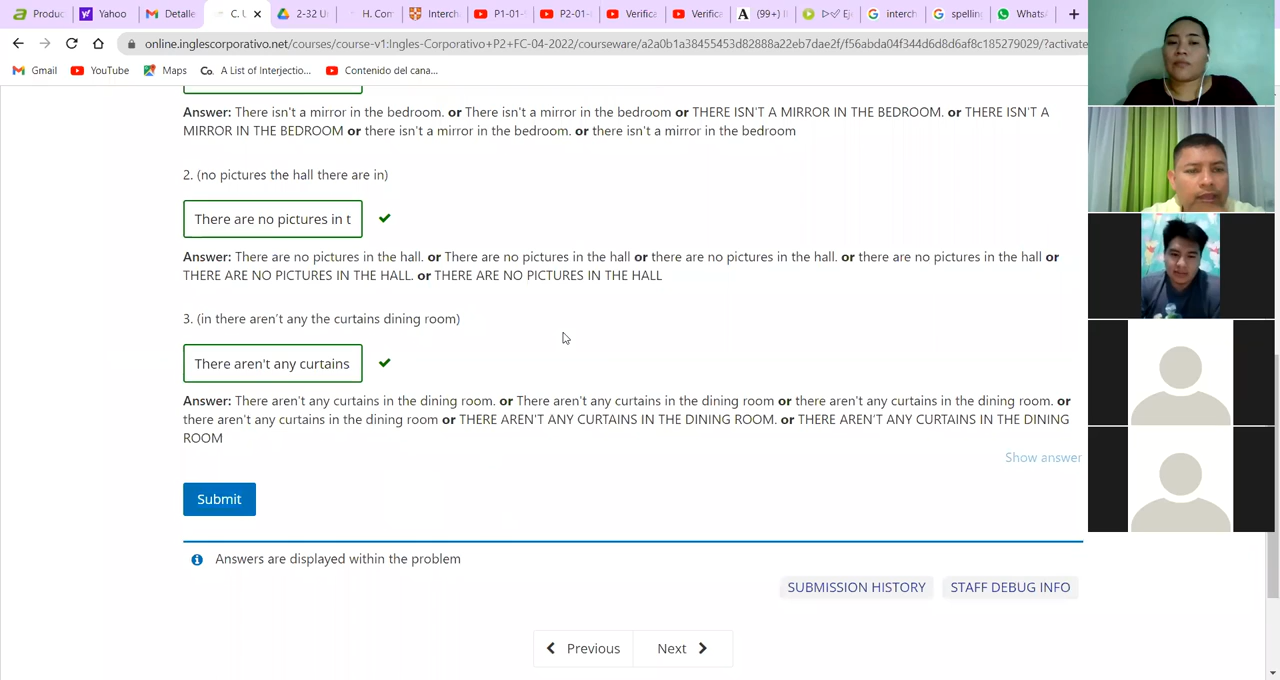 Produc
Yahoo
Detalle
C. U
2-32 U
H. Com
Interch
P1-01-
P2-01-
Verifica
Verifica
(99+) (
Ej
interch
spelling
WhatsA
online.inglescorporativo.net/courses/course-v1:Ingles-Corporativo+P2+FC-04-2022/courseware/a2a0b1a38455453d82888a22eb7dae2f/f56abda04f344d6d8d6af8c185279029/?activate
Gmail
YouTube
Maps
Co. A List of Interjectio...
Contenido del cana...
Answer: There isn't a mirror in the bedroom. or There isn't a mirror in the bedroom or THERE ISN'T A MIRROR IN THE BEDROOM. or THERE ISN'T A
MIRROR IN THE BEDROOM or there isn't a mirror in the bedroom. or there isn't a mirror in the bedroom
2. (no pictures the hall there are in)
There are no pictures in t
Answer: There are no pictures in the hall. or There are no pictures in the hall or there are no pictures in the hall. or there are no pictures in the hall or
THERE ARE NO PICTURES IN THE HALL. or THERE ARE NO PICTURES IN THE HALL
3. (in there aren't any the curtains dining room)
There aren't any curtains
Answer: There aren't any curtains in the dining room. or There aren't any curtains in the dining room or there aren't any curtains in the dining room. or
there aren't any curtains in the dining room or THERE AREN'T ANY CURTAINS IN THE DINING ROOM. or THERE AREN'T ANY CURTAINS IN THE DINING
ROOM
Show answer
Submit
Answers are displayed within the problem
SUBMISSION HISTORY
STAFF DEBUG INFO
Previous
Next